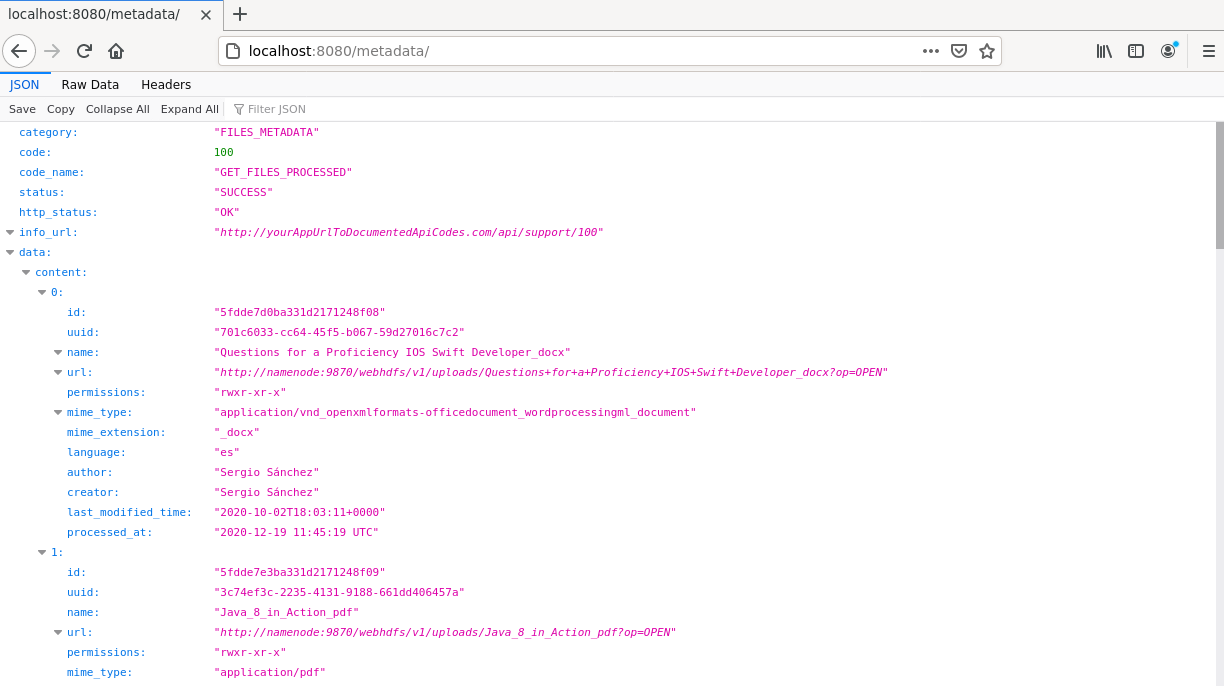 localhost:8080/metadata/
localhost:8080/metadata/
JSON Raw Data Headers
Save Copy Collapse All Expand All Filter JSON
category: "FILES_METADATA"
code: 100
code_name: "GET_FILES_PROCESSED"
status: "SUCCESS"
http_status: "OK"
info_url: "http://yourAppUrlToDocumentedApiCodes.com/api/support/100"
data:
content:
0:
id: "5fdde7d0ba331d2171248f08"
uuid: "701c6033-cc64-45f5-b067-59d27016c7c2"
name: "Questions for a Proficiency IOS Swift Developer_docx"
url: "http://namenode:9870/webhdfs/v1/uploads/Questions+for+a+Proficiency+IOS+Swift+Developer_docx?op=OPEN"
permissions: "rwxr-xr-x"
mime_type: "application/vnd_openxmlformats-officedocument_wordprocessingml_document"
mime_extension: "_docx"
language: "es"
author: "Sergio Sánchez"
creator: "Sergio Sánchez"
last_modified_time: "2020-10-02T18:03:11+0000"
processed_at: "2020-12-19 11:45:19 UTC"
1:
id: "5fdde7e3ba331d2171248f09"
uuid: "3c74ef3c-2235-4131-9188-661dd406457a"
name: "Java_8_in_Action_pdf"
url: "http://namenode:9870/webhdfs/v1/uploads/Java_8_in_Action_pdf?op=OPEN"
permissions: "rwxr-xr-x"
mime_type: "application/pdf"